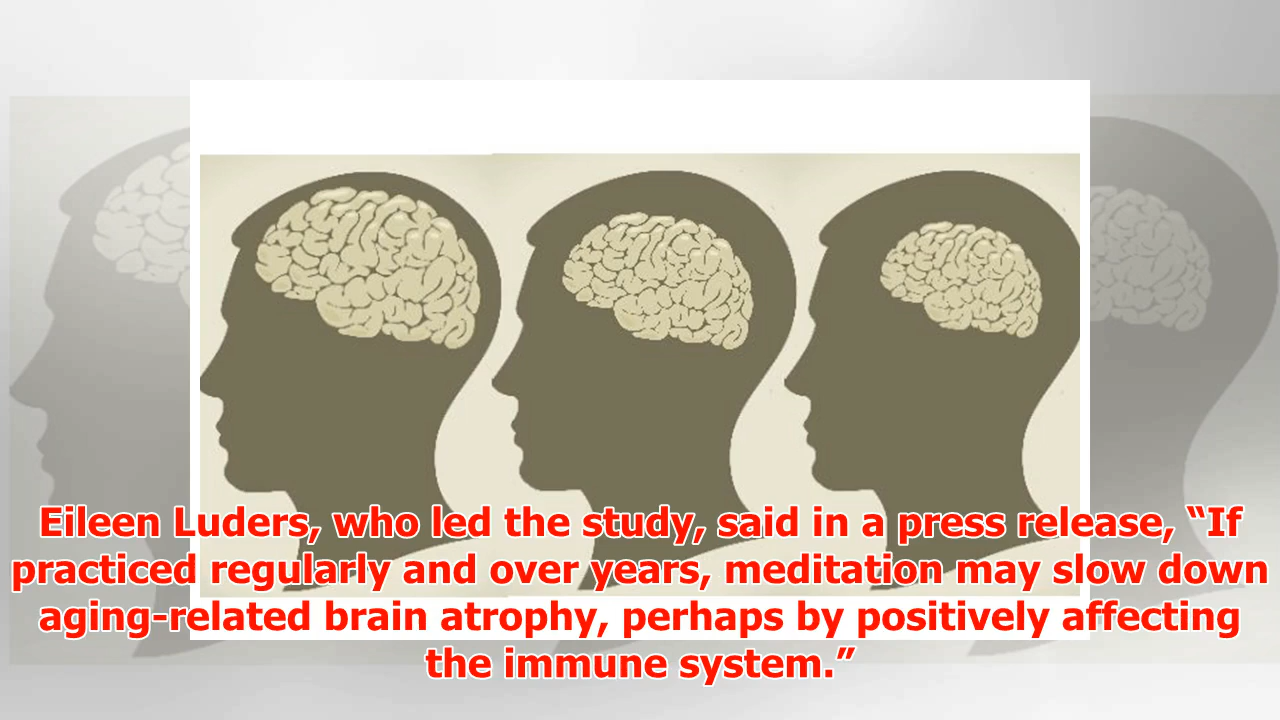 Eileen Luders, who led the study, said in a press release, “If
practiced regularly and over years, meditation may slow down
aging-related brain atrophy, perhaps by positively affecting
the immune system.”